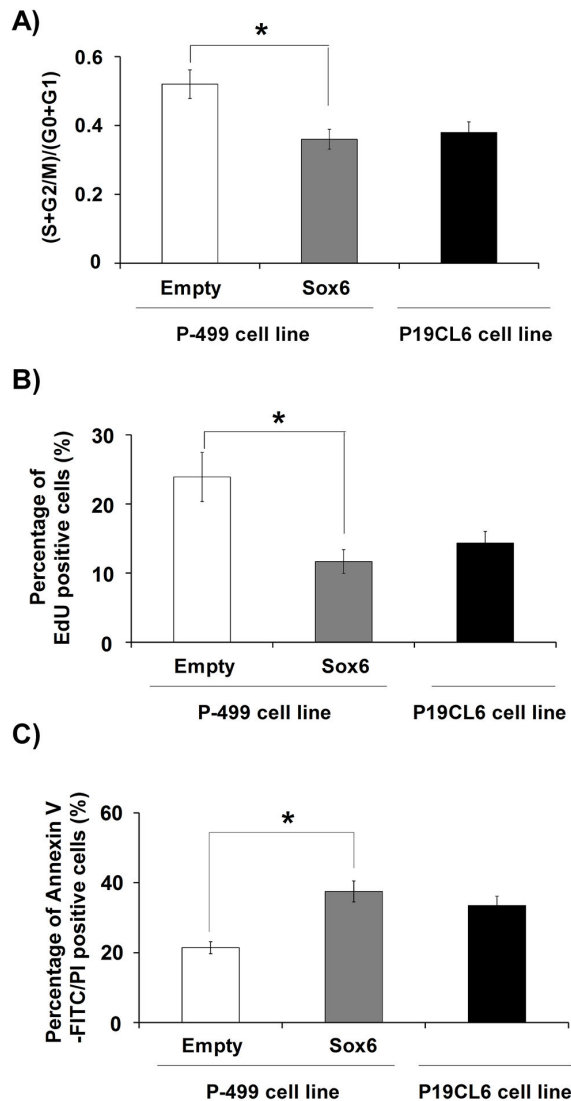 A)
*
(S+G2/M)/(G0+G1)
0.6
0.4
0.2
0
Empty Sox6
P-499 cell line P19CL6 cell line
B)
*
Percentage of
EdU positive cells (%)
30
20
10
0
Empty Sox6
P-499 cell line P19CL6 cell line
C)
*
Percentage of Annexin V
-FITC/PI positive cells (%)
60
40
20
0
Empty Sox6
P-499 cell line P19CL6 cell line